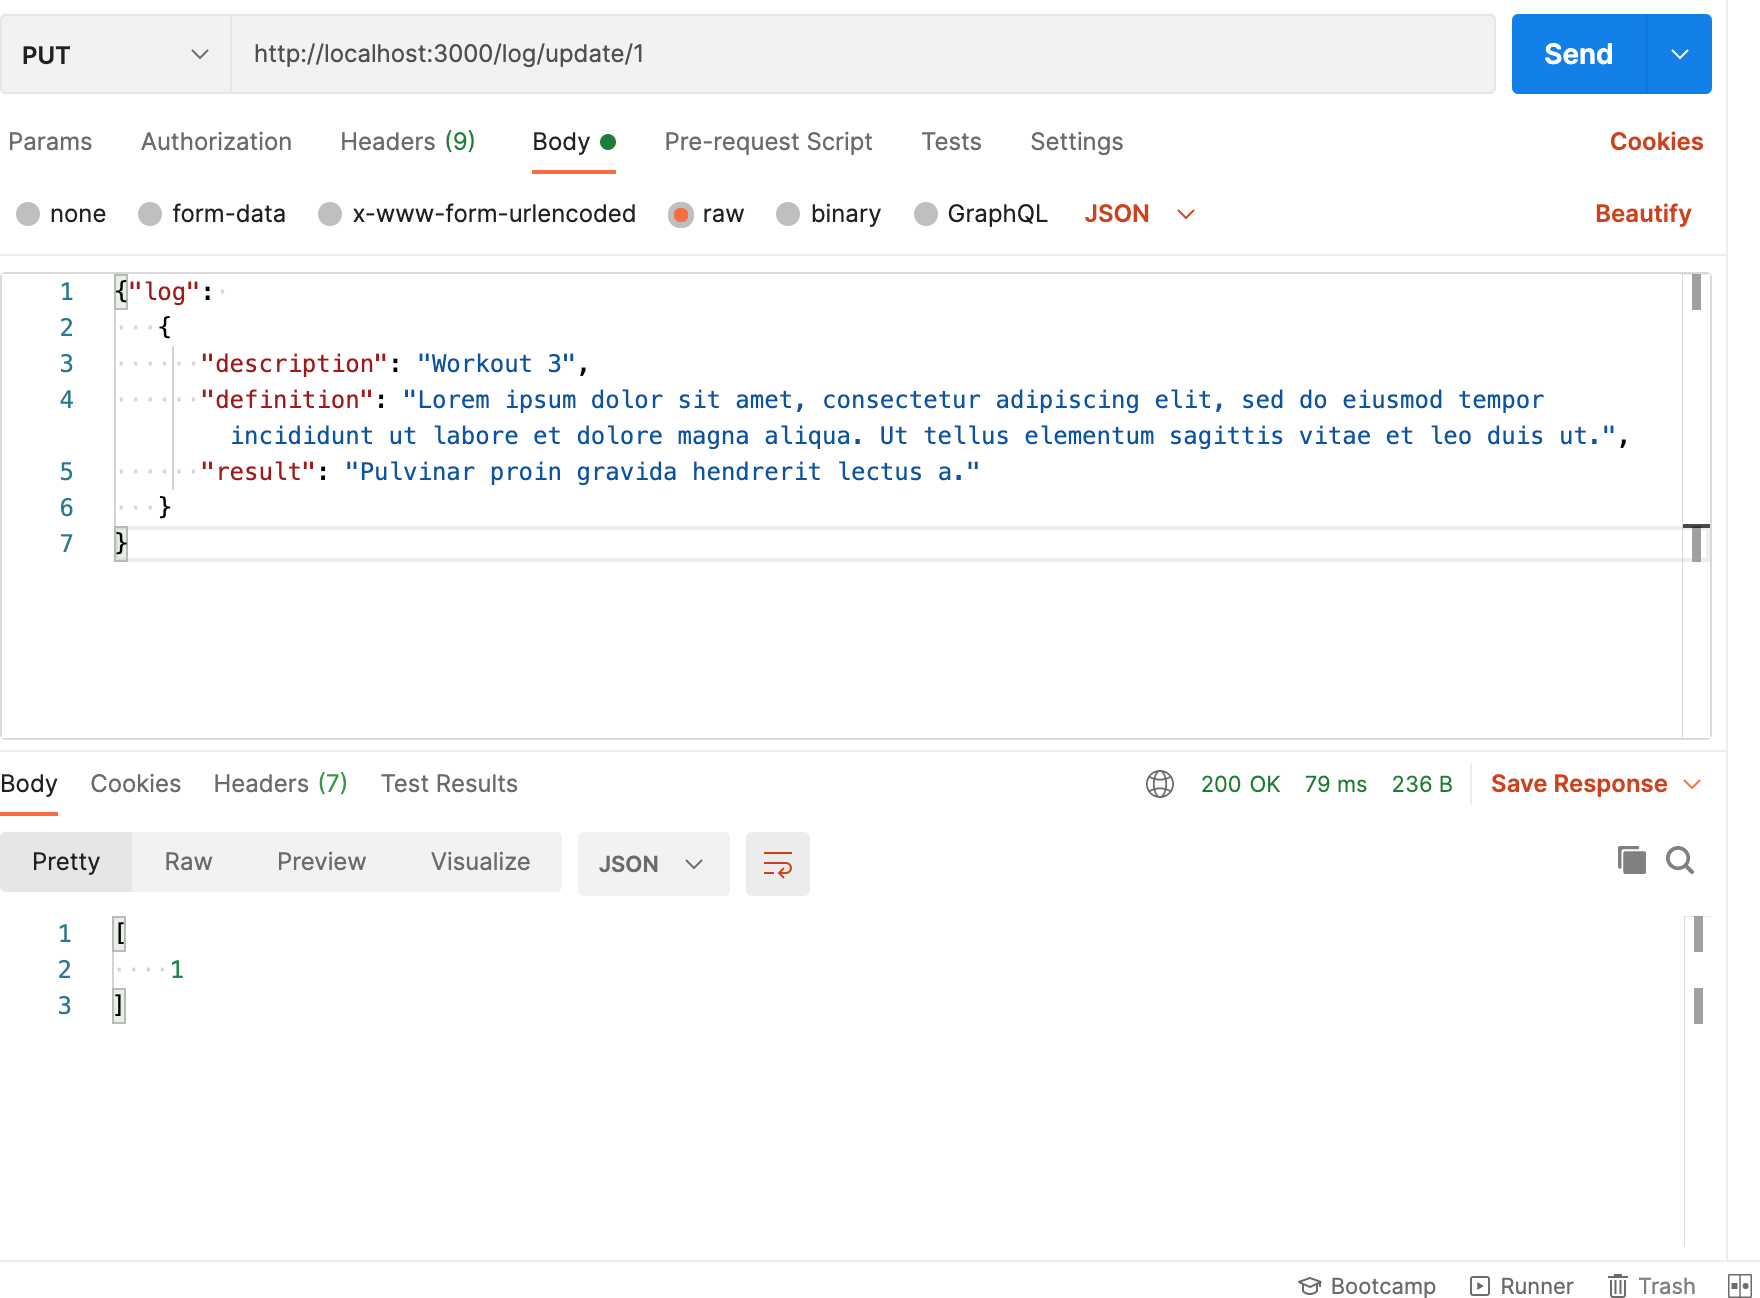 PUT http://localhost:3000/log/update/1 Send
Params Authorization Headers (9) Body Pre-request Script Tests Settings Cookies
none form-data x-www-form-urlencoded raw binary GraphQL JSON Beautify
1 {"log":
2 {
3 "description": "Workout 3",
4 "definition": "Lorem ipsum dolor sit amet, consectetur adipiscing elit, sed do eiusmod tempor
incididunt ut labore et dolore magna aliqua. Ut tellus elementum sagittis vitae et leo duis ut.",
5 "result": "Pulvinar proin gravida hendrerit lectus a."
6 }
7 }
Body Cookies Headers (7) Test Results 200 OK 79 ms 236 B Save Response
Pretty Raw Preview Visualize JSON
1 [
2 1
3 ]
Bootcamp Runner Trash